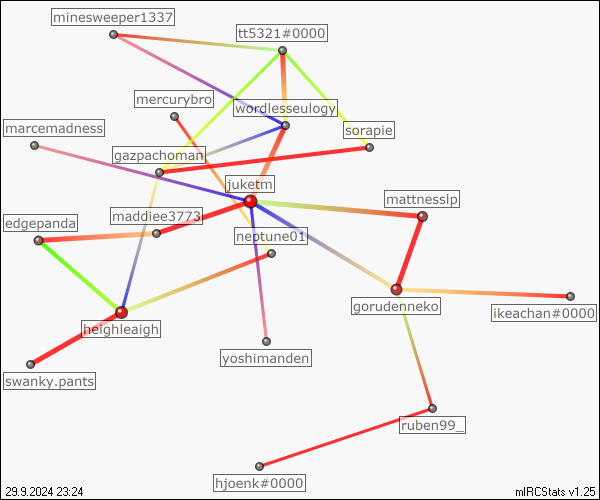 minesweeper1337
tt5321#0000
mercurybro
wordlesseulogy
marcemadness
sorapie
gazpachoman
juketm
mattnesslp
edgepanda
maddiee3773
neptune01
gorudenneko
ikeachan#0000
heighleaigh
yoshimanden
swanky.pants
ruben99_
hjoenk#0000
29.9.2024 23:24
mIRCStats v1.25